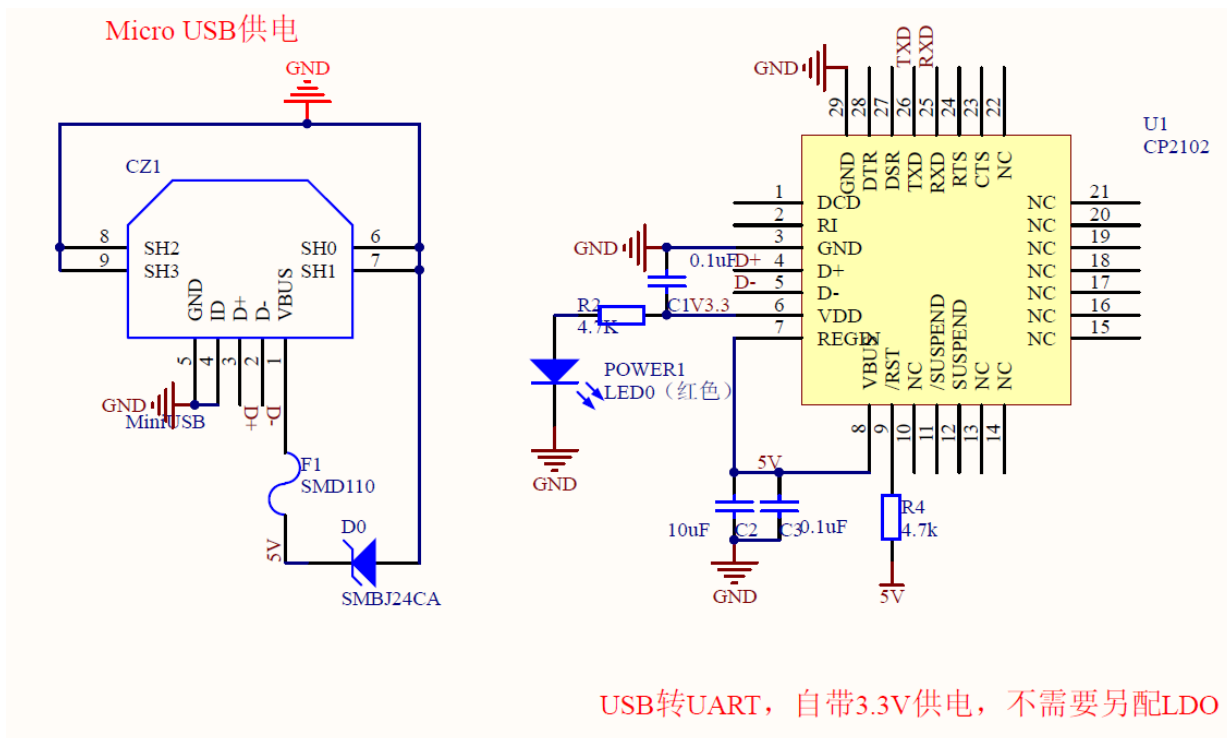 Micro USB供电
GND
CZ1
8
SH2
SH0
6
9
SH3
SH1
7
GND
ID
D+
D-
VBUS
5
4
3
2
1
GND
MiniUSB
D+
D-
F1
SMD110
5V
D0
SMBJ24CA
TXD
RXD
GND
29
28
27
26
25
24
23
22
U1
CP2102
GND
DTR
DSR
TXD
RXD
RTS
CTS
NC
1
DCD
2
RI
3
GND
4
D+
5
D-
6
VDD
7
REGIN
NC
21
NC
20
NC
19
NC
18
NC
17
NC
16
NC
15
GND
0.1uF
D+
D-
C1
V3.3
R2
4.7K
POWER1
LED0（红色）
GND
VBUS
/RST
NC
/SUSPEND
SUSPEND
NC
NC
8
9
10
11
12
13
14
5V
10uF
C2
C3
0.1uF
GND
R4
4.7k
5V
USB转UART，自带3.3V供电，不需要另配LDO